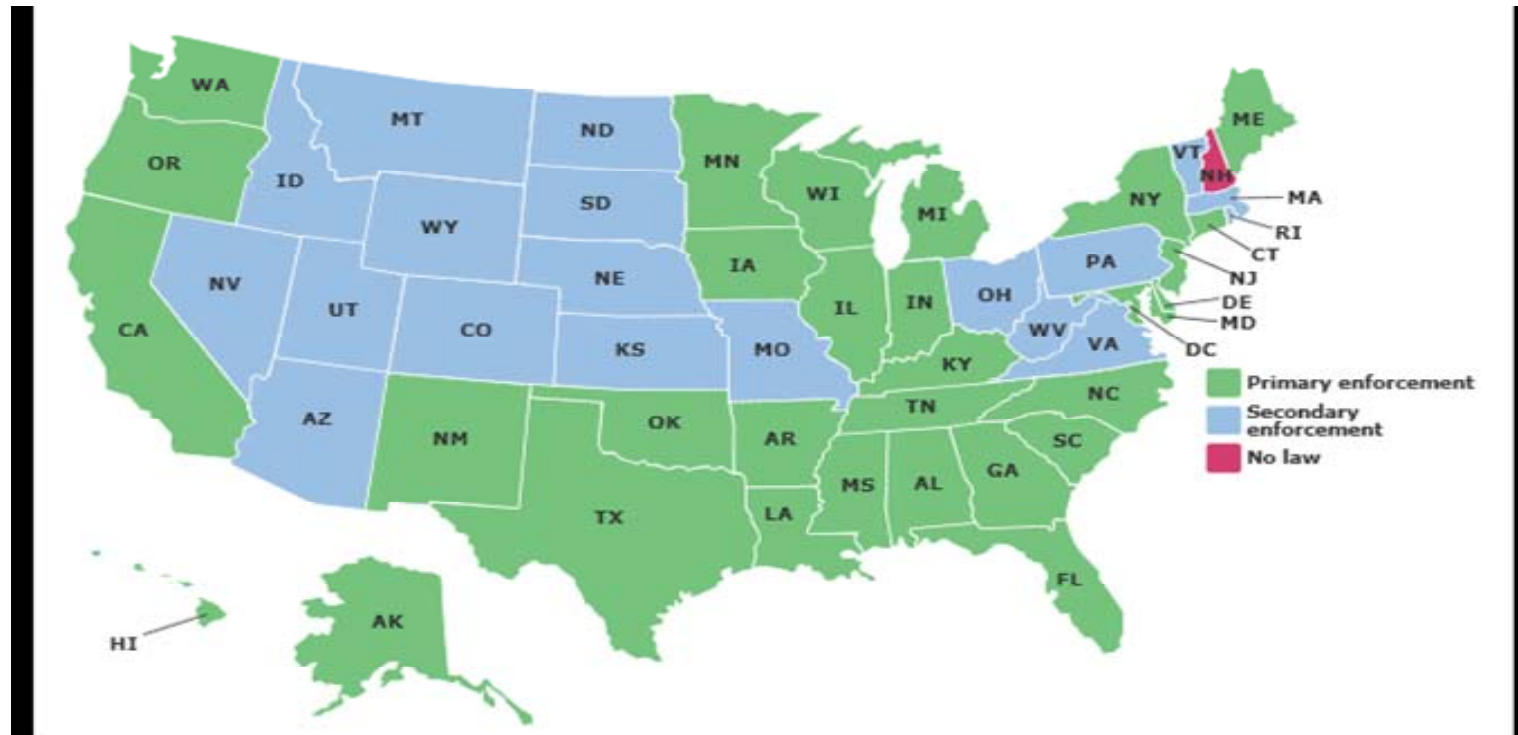 WA
MT
ND
MN
ME
VT
NH
OR
ID
SD
WI
MI
NY
MA
WY
RI
CT
IA
PA
NJ
NE
NV
OH
IN
DE
UT
IL
MD
CA
CO
WV
VA
KS
MO
DC
KY
Primary enforcement
NC
TN
Secondary
enforcement
AZ
OK
NM
AR
SC
No law
GA
MS
AL
TX
LA
FL
AK
HI